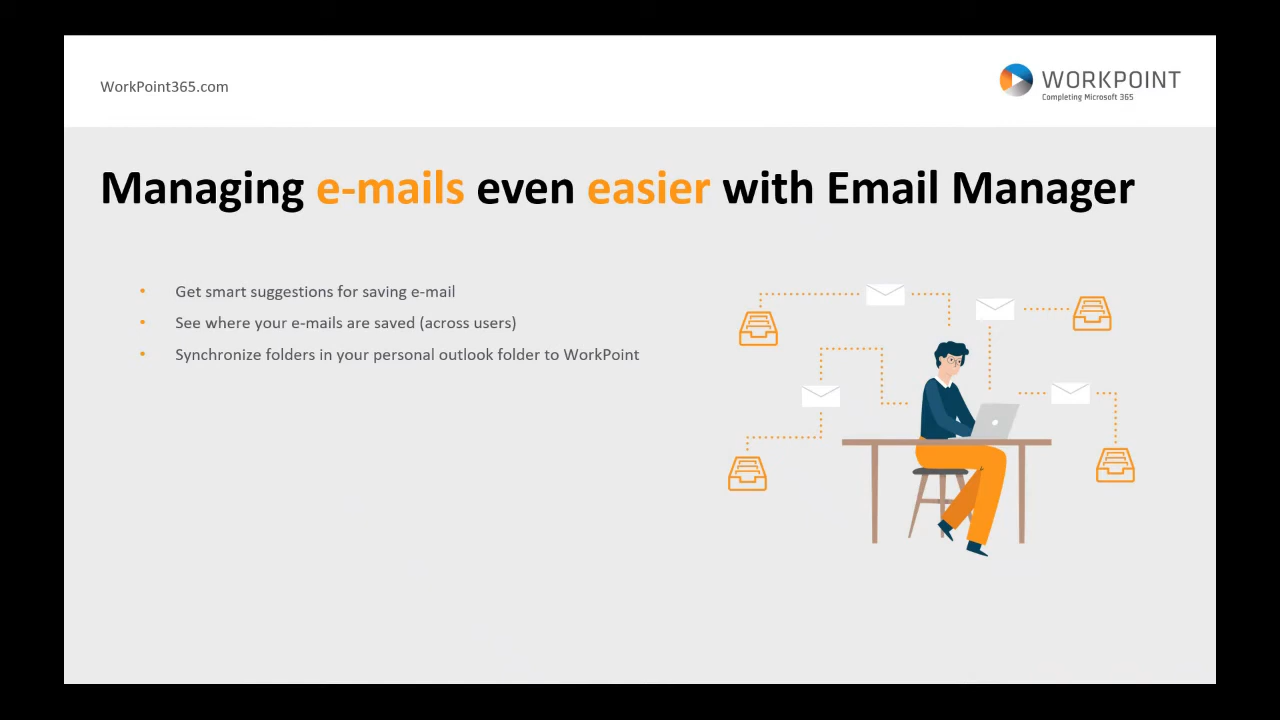 WorkPoint365.com
WORKPOINT
Completing Microsoft 365
Managing e-mails even easier with Email Manager
• Get smart suggestions for saving e-mail
• See where your e-mails are saved (across users)
• Synchronize folders in your personal outlook folder to WorkPoint